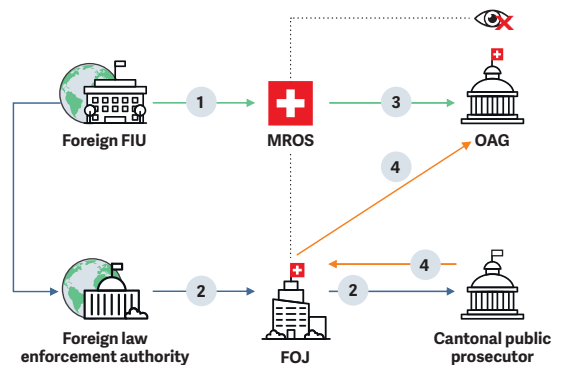 1
3
Foreign FIU
MROS
OAG
4
4
2
2
Foreign law
enforcement authority
FOJ
Cantonal public
prosecutor